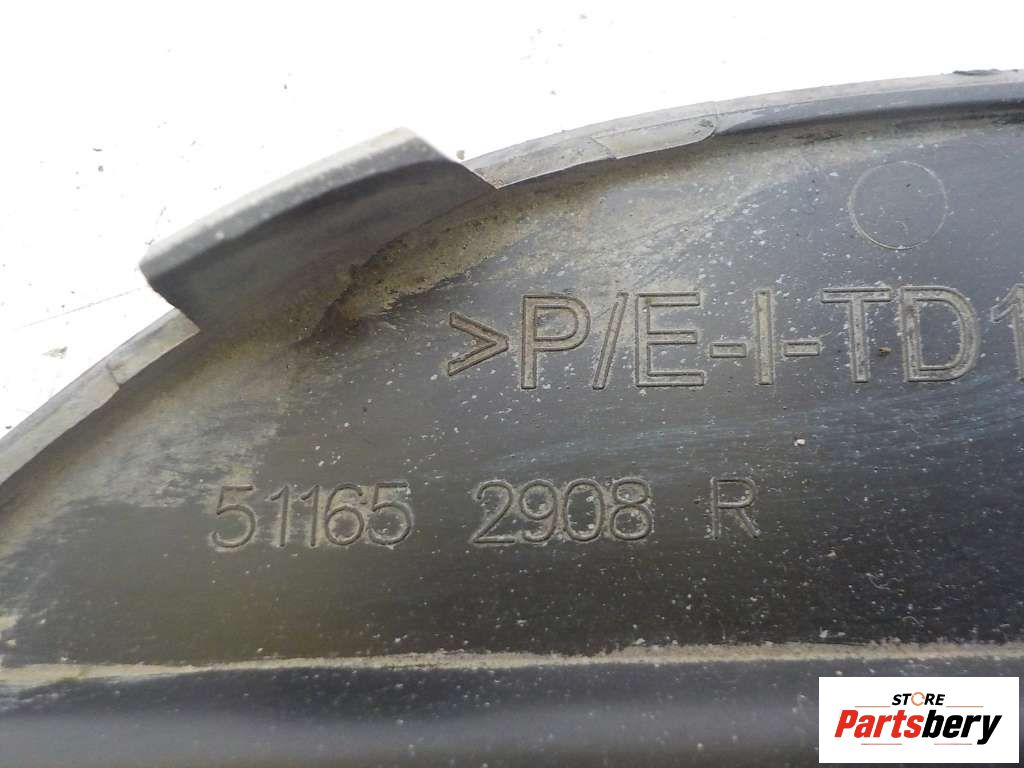 >P/E-I-TD1
51165 2908 R
STORE
Partsbery